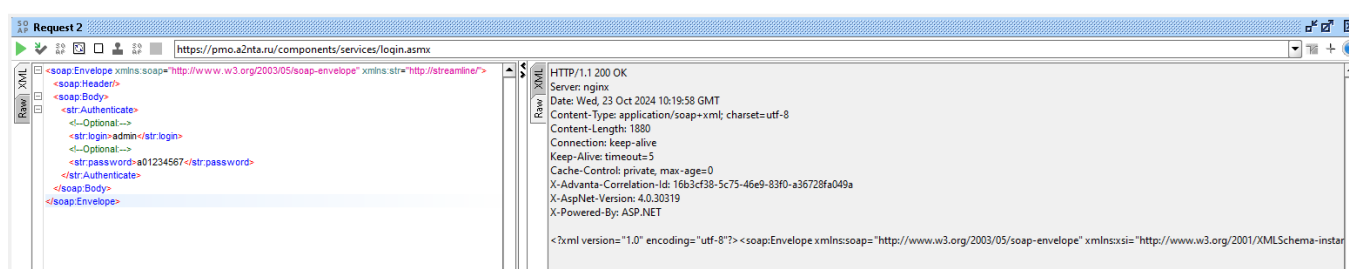 SO AP Request 2
https://pmo.a2nta.ru/components/services/login.asmx
XML
Raw
<soap:Envelope xmlns:soap="http://www.w3.org/2003/05/soap-envelope" xmlns:str="http://streamline/">
<soap:Header/>
<soap:Body>
<str:Authenticate>
<!--Optional:-->
<str:login>admin</str:login>
<!--Optional:-->
<str:password>a01234567</str:password>
</str:Authenticate>
</soap:Body>
</soap:Envelope>
XML
Raw
HTTP/1.1 200 OK
Server: nginx
Date: Wed, 23 Oct 2024 10:19:58 GMT
Content-Type: application/soap+xml; charset=utf-8
Content-Length: 1880
Connection: keep-alive
Keep-Alive: timeout=5
Cache-Control: private, max-age=0
X-Advanta-Correlation-Id: 16b3cf38-5c75-46e9-83f0-a36728fa049a
X-AspNet-Version: 4.0.30319
X-Powered-By: ASP.NET
<?xml version="1.0" encoding="utf-8"?><soap:Envelope xmlns:soap="http://www.w3.org/2003/05/soap-envelope" xmlns:xsi="http://www.w3.org/2001/XMLSchema-instar